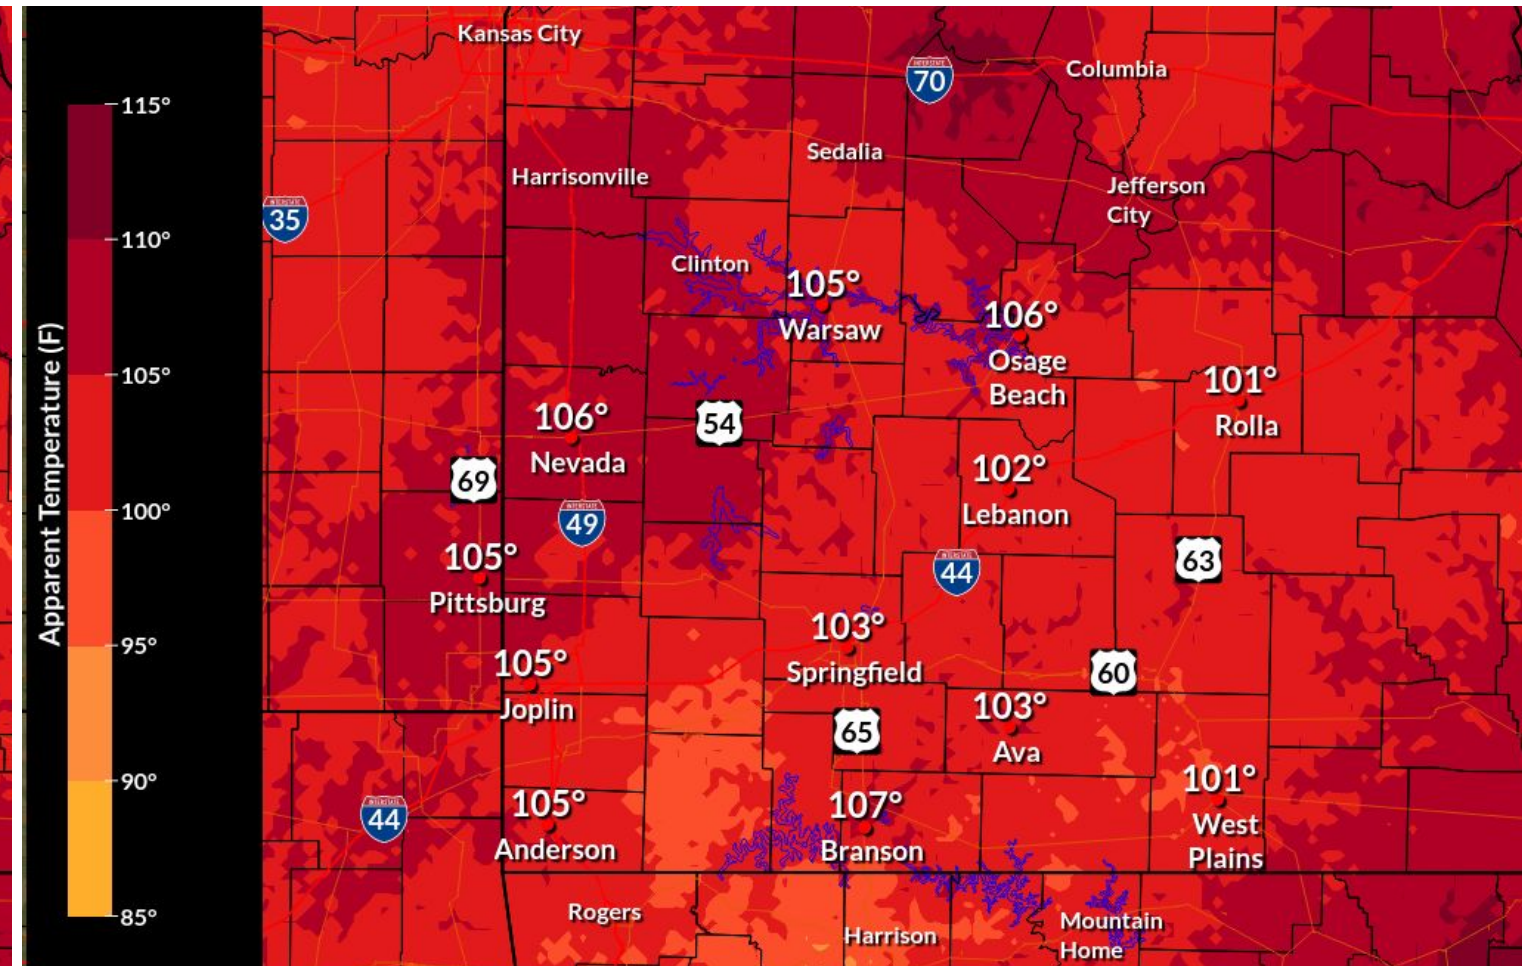 Kansas City
70
Columbia
115°
Sedalia
Harrisonville
Jefferson
City
35
110°
Clinton
105°
Warsaw
106°
Osage
Beach
Apparent Temperature (F)
105°
101°
Rolla
106°
Nevada
54
69
102°
Lebanon
100°
49
105°
Pittsburg
44
63
103°
Springfield
95°
105°
Joplin
60
103°
Ava
65
90°
101°
West
Plains
44
105°
Anderson
107°
Branson
85°
Rogers
Harrison
Mountain
Home